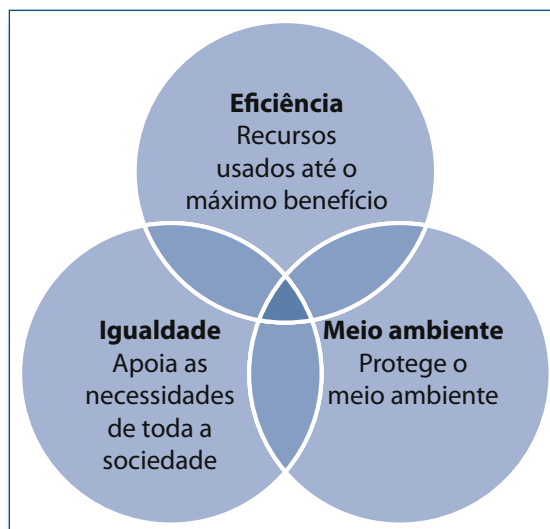 Eficiência
Recursos
usados até o
máximo benefício
Igualdade
Apoia as
necessidades
de toda a
sociedade
Meio ambiente
Protege o
meio ambiente